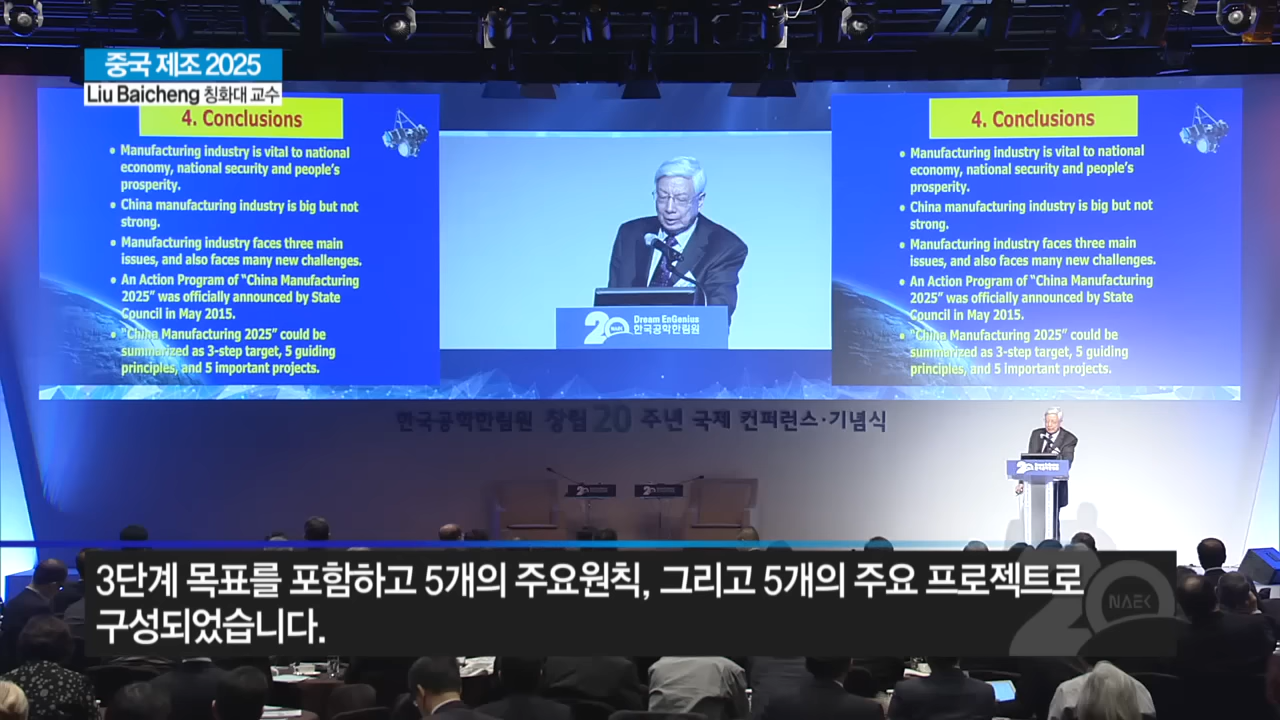 중국 제조 2025
Liu Baicheng 칭화대 교수
4. Conclusions
• Manufacturing industry is vital to national
economy, national security and people's
prosperity.
• China manufacturing industry is big but not
strong.
• Manufacturing industry faces three main
issues, and also faces many new challenges.
• An Action Program of "China Manufacturing
2025" was officially announced by State
Council in May 2015.
• "China Manufacturing 2025" could be
summarized as 3-step target, 5 guiding
principles, and 5 important projects.
20 NAEK Dream EnGenius
한국공학한림원
4. Conclusions
• Manufacturing industry is vital to national
economy, national security and people's
prosperity.
• China manufacturing industry is big but not
strong.
• Manufacturing industry faces three main
issues, and also faces many new challenges.
• An Action Program of "China Manufacturing
2025" was officially announced by State
Council in May 2015.
• "China Manufacturing 2025" could be
summarized as 3-step target, 5 guiding
principles, and 5 important projects.
한국공학한림원 창립 20 주년 국제 컨퍼런스·기념식
20
20
20
3단계 목표를 포함하고 5개의 주요원칙, 그리고 5개의 주요 프로젝트로
구성되었습니다.
20 NAEK